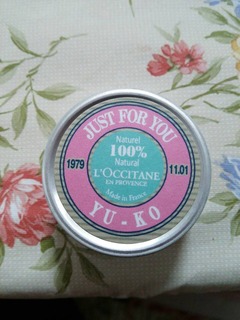 JUST FOR YOU
Naturel
100%
Natural
1979
11.01
L'OCCITANE
EN PROVENCE
Made in France
YU-KO